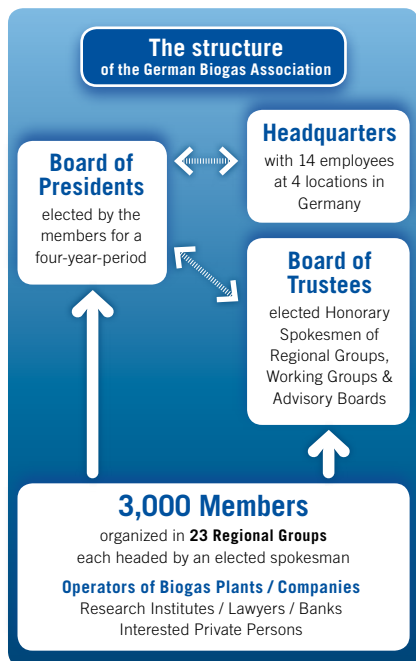 The structure
of the German Biogas Association
Board of
Presidents
elected by the
members for a
four-year-period
Headquarters
with 14 employees
at 4 locations in
Germany
Board of
Trustees
elected Honorary
Spokesmen of
Regional Groups,
Working Groups &
Advisory Boards
3,000 Members
organized in 23 Regional Groups
each headed by an elected spokesman
Operators of Biogas Plants / Companies
Research Institutes / Lawyers / Banks
Interested Private Persons